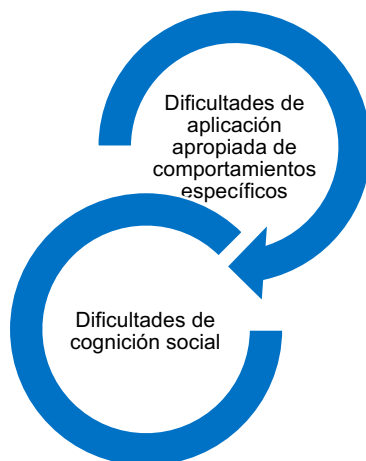 Dificultades de
aplicación
apropiada de
comportamientos
específicos
Dificultades de
cognición social